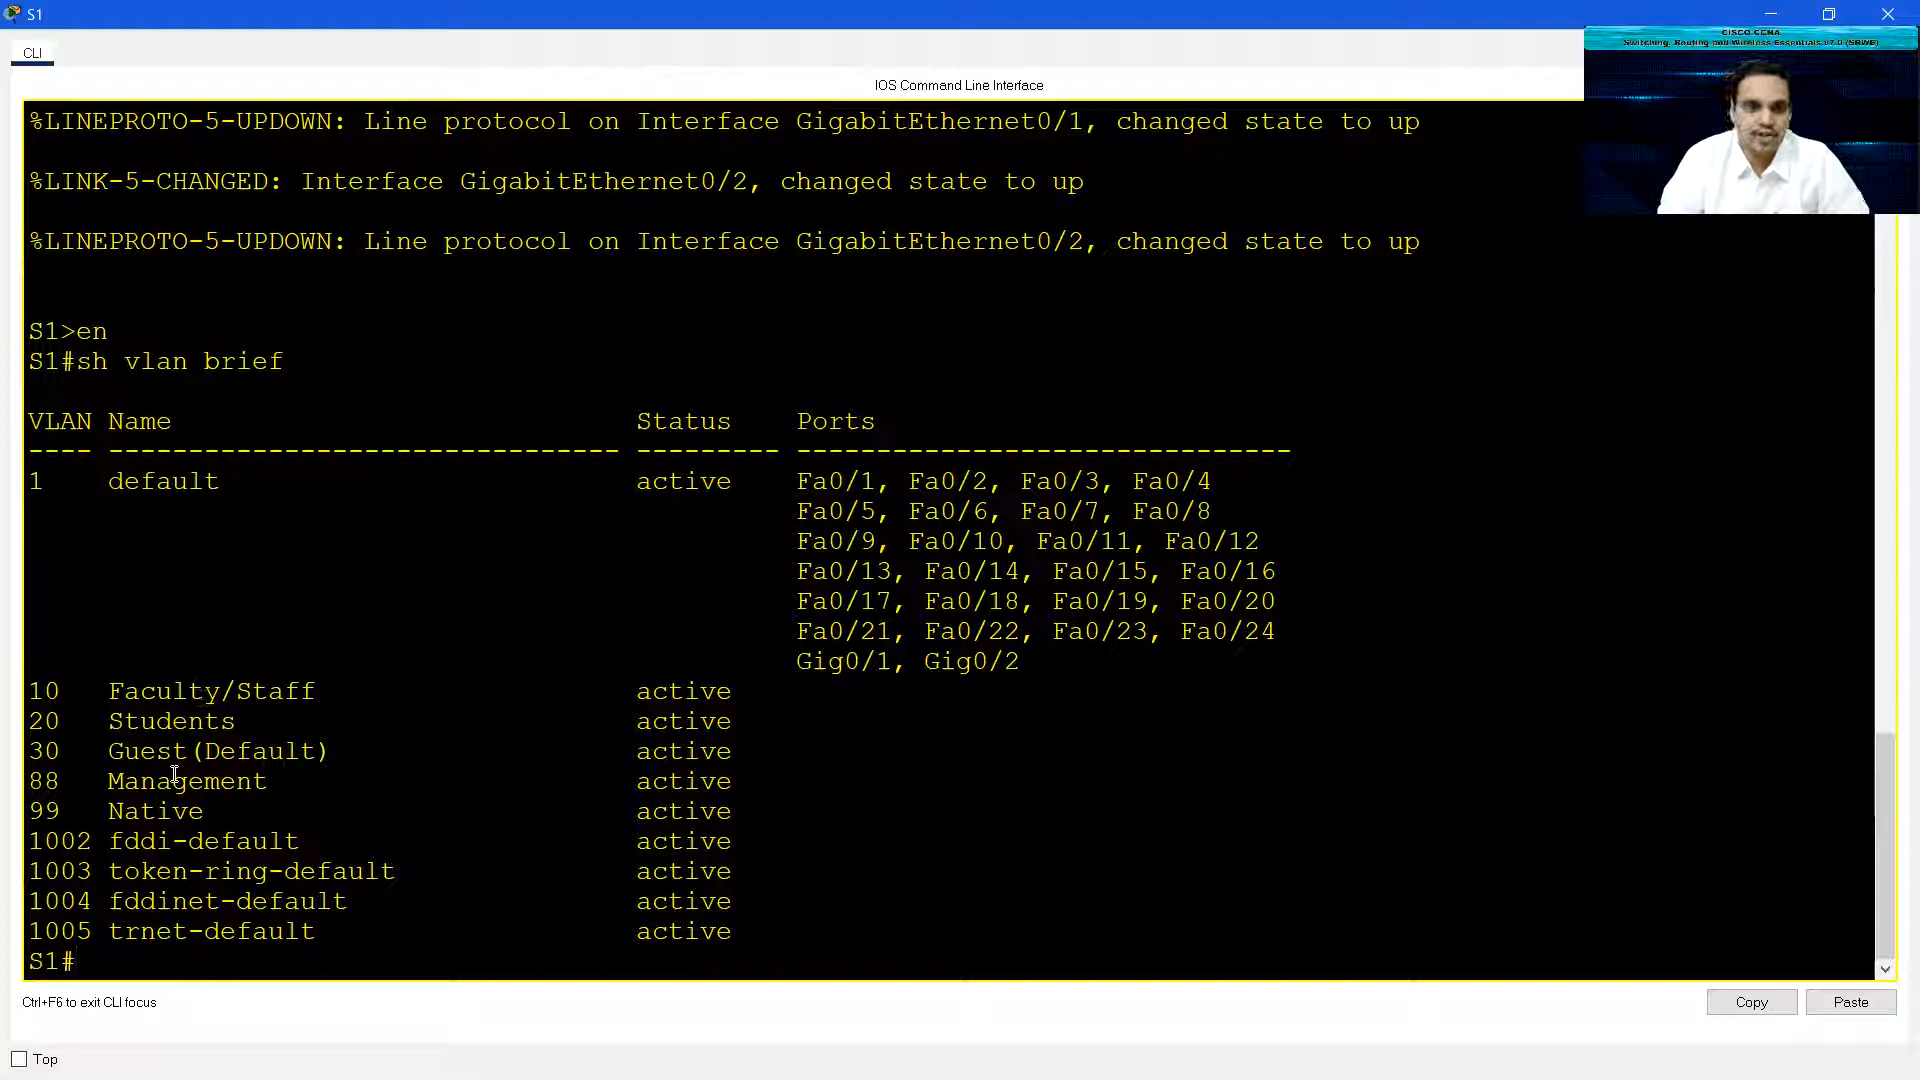 S1
CLI
CISCO CCNA
Switching, Routing and Wireless Essentials v7.0 (SRWE)
IOS Command Line Interface
%LINEPROTO-5-UPDOWN: Line protocol on Interface GigabitEthernet0/1, changed state to up
%LINK-5-CHANGED: Interface GigabitEthernet0/2, changed state to up
%LINEPROTO-5-UPDOWN: Line protocol on Interface GigabitEthernet0/2, changed state to up
S1>en
S1#sh vlan brief
VLAN Name Status Ports
---- -------------------------------- --------- -------------------------------
1 default active Fa0/1, Fa0/2, Fa0/3, Fa0/4
Fa0/5, Fa0/6, Fa0/7, Fa0/8
Fa0/9, Fa0/10, Fa0/11, Fa0/12
Fa0/13, Fa0/14, Fa0/15, Fa0/16
Fa0/17, Fa0/18, Fa0/19, Fa0/20
Fa0/21, Fa0/22, Fa0/23, Fa0/24
Gig0/1, Gig0/2
10 Faculty/Staff active
20 Students active
30 Guest(Default) active
88 Management active
99 Native active
1002 fddi-default active
1003 token-ring-default active
1004 fddinet-default active
1005 trnet-default active
S1#
Ctrl+F6 to exit CLI focus
Copy
Paste
Top